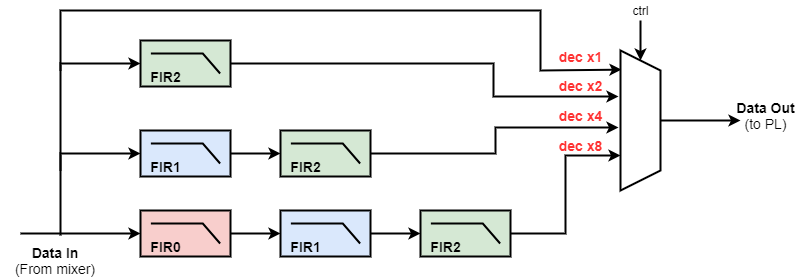 ctrl
dec x1
FIR2
dec x2
Data Out
(to PL)
dec x4
FIR1
FIR2
dec x8
FIR0
FIR1
FIR2
Data In
(From mixer)